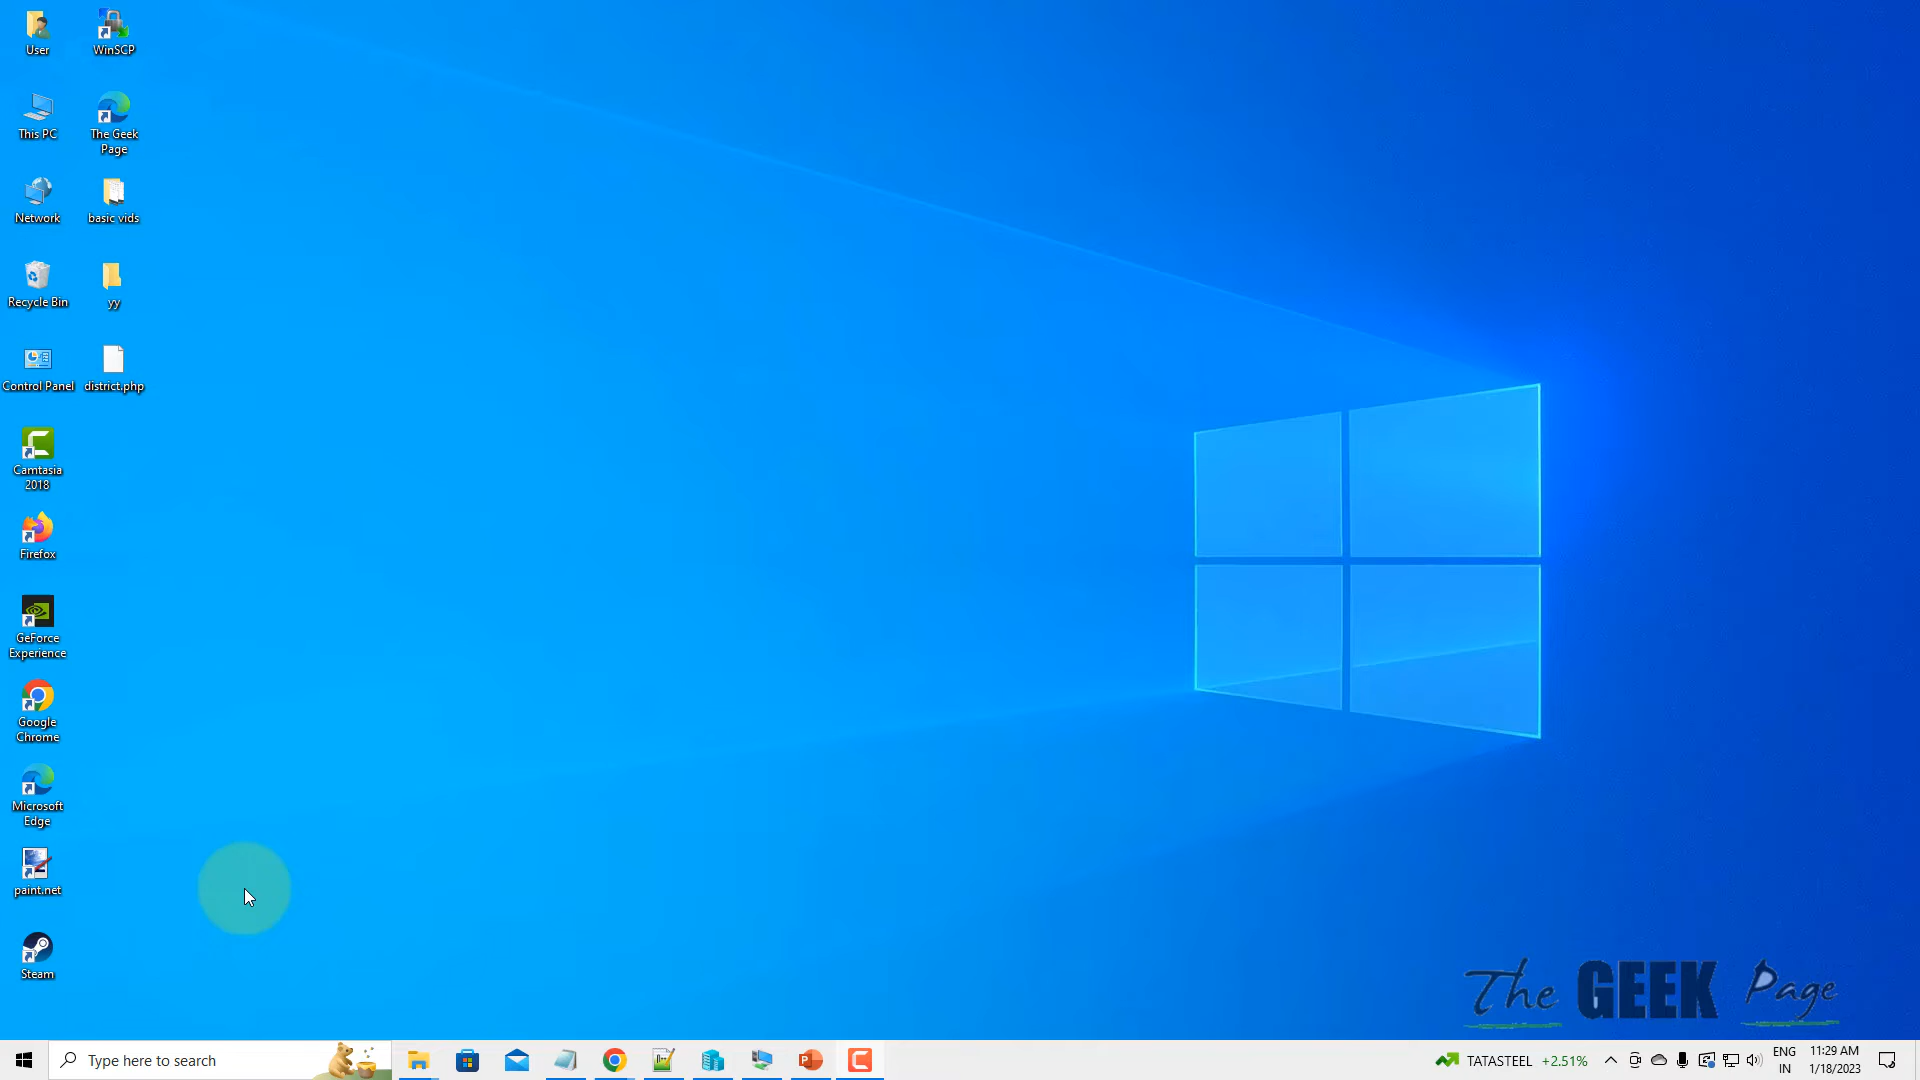 User
WinSCP
This PC
The Geek
Page
Network
basic vids
Recycle Bin
yy
Control Panel
district.php
Camtasia
2018
Firefox
GeForce
Experience
Google
Chrome
Microsoft
Edge
paint.net
Steam
The GEEK Page
Type here to search
TATASTEEL +2.51%
ENG
IN
11:29 AM
1/18/2023